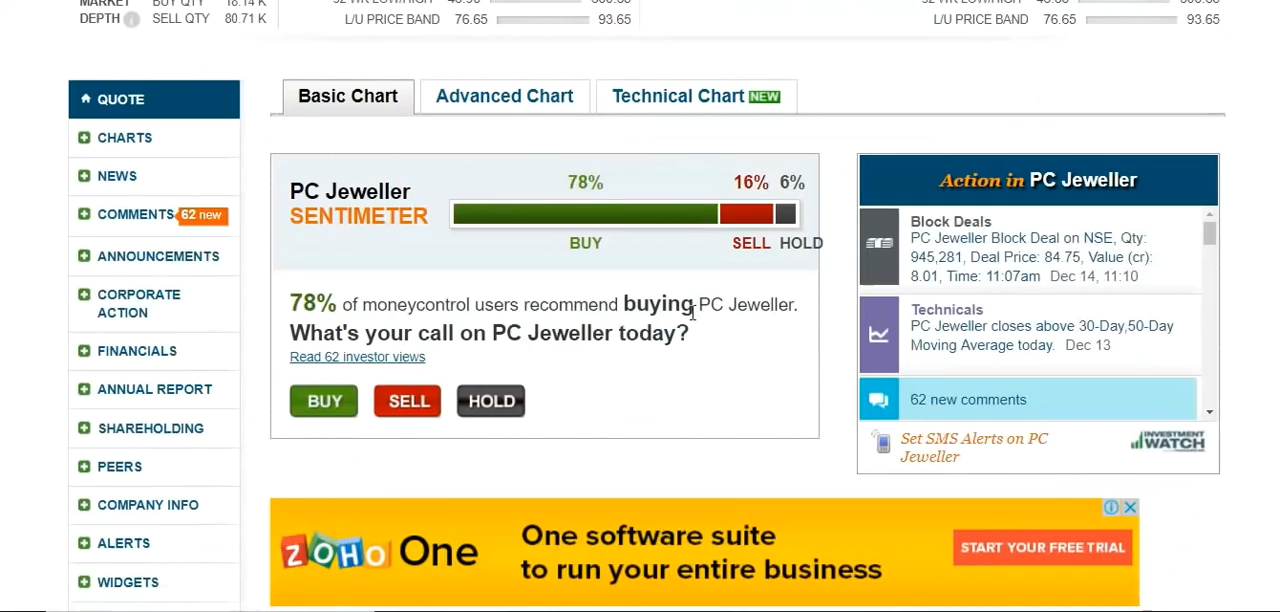 MARKET
DEPTH
SELL QTY 80.71 K
L/U PRICE BAND 76.65 93.65
L/U PRICE BAND 76.65 93.65
QUOTE
CHARTS
NEWS
COMMENTS 62 new
ANNOUNCEMENTS
CORPORATE
ACTION
FINANCIALS
ANNUAL REPORT
SHAREHOLDING
PEERS
COMPANY INFO
ALERTS
WIDGETS
Basic Chart
Advanced Chart
Technical Chart NEW
PC Jeweller
SENTIMETER
78% 16% 6%
BUY SELL HOLD
78% of moneycontrol users recommend buying PC Jeweller.
What's your call on PC Jeweller today?
Read 62 investor views
BUY SELL HOLD
Action in PC Jeweller
Block Deals
PC Jeweller Block Deal on NSE, Qty:
945,281, Deal Price: 84.75, Value (cr):
8.01, Time: 11:07am Dec 14, 11:10
Technicals
PC Jeweller closes above 30-Day,50-Day
Moving Average today. Dec 13
62 new comments
Set SMS Alerts on PC
Jeweller
INVESTMENT
WATCH
ZOHO One
One software suite
to run your entire business
START YOUR FREE TRIAL